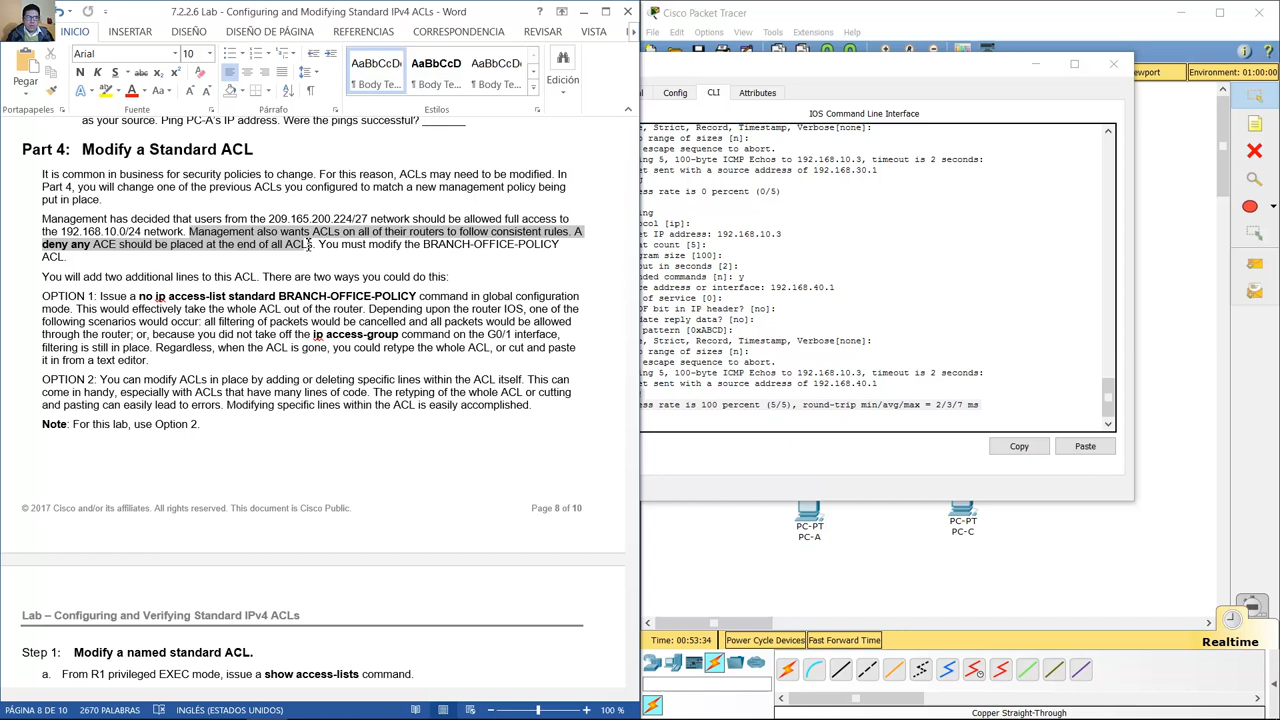 7.2.2.6 Lab - Configuring and Modifying Standard IPv4 ACLs - Word
INICIO INSERTAR DISEÑO DISEÑO DE PÁGINA REFERENCIAS CORRESPONDENCIA REVISAR VISTA
Arial 10
Pegar
AaBbCcDc AaBbCcD AaBbCcDc
¶ Body Te... ¶ Body Te... ¶ Body Te...
Edición
Portapapeles Fuente Párrafo Estilos
as your source. Ping PC-A's IP address. Were the pings successful? _______
Part 4: Modify a Standard ACL
It is common in business for security policies to change. For this reason, ACLs may need to be modified. In
Part 4, you will change one of the previous ACLs you configured to match a new management policy being
put in place.
Management has decided that users from the 209.165.200.224/27 network should be allowed full access to
the 192.168.10.0/24 network. Management also wants ACLs on all of their routers to follow consistent rules. A
deny any ACE should be placed at the end of all ACLs. You must modify the BRANCH-OFFICE-POLICY
ACL.
You will add two additional lines to this ACL. There are two ways you could do this:
OPTION 1: Issue a no ip access-list standard BRANCH-OFFICE-POLICY command in global configuration
mode. This would effectively take the whole ACL out of the router. Depending upon the router IOS, one of the
following scenarios would occur: all filtering of packets would be cancelled and all packets would be allowed
through the router; or, because you did not take off the ip access-group command on the G0/1 interface,
filtering is still in place. Regardless, when the ACL is gone, you could retype the whole ACL, or cut and paste
it in from a text editor.
OPTION 2: You can modify ACLs in place by adding or deleting specific lines within the ACL itself. This can
come in handy, especially with ACLs that have many lines of code. The retyping of the whole ACL or cutting
and pasting can easily lead to errors. Modifying specific lines within the ACL is easily accomplished.
Note: For this lab, use Option 2.
© 2017 Cisco and/or its affiliates. All rights reserved. This document is Cisco Public. Page 8 of 10
Lab – Configuring and Verifying Standard IPv4 ACLs
Step 1: Modify a named standard ACL.
a. From R1 privileged EXEC mode, issue a show access-lists command.
PÁGINA 8 DE 10 2670 PALABRAS INGLÉS (ESTADOS UNIDOS) 100 %
Cisco Packet Tracer
File Edit Options View Tools Extensions Help
ewport Environment: 01:00:00
al Config CLI Attributes
IOS Command Line Interface
e, Strict, Record, Timestamp, Verbose[none]:
p range of sizes [n]:
escape sequence to abort.
ing 5, 100-byte ICMP Echos to 192.168.10.3, timeout is 2 seconds:
et sent with a source address of 192.168.30.1
ess rate is 0 percent (0/5)
ng
ocol [ip]:
et IP address: 192.168.10.3
at count [5]:
gram size [100]:
out in seconds [2]:
nded commands [n]: y
ce address or interface: 192.168.40.1
of service [0]:
DF bit in IP header? [no]:
date reply data? [no]:
pattern [0xABCD]:
e, Strict, Record, Timestamp, Verbose[none]:
p range of sizes [n]:
escape sequence to abort.
ing 5, 100-byte ICMP Echos to 192.168.10.3, timeout is 2 seconds:
et sent with a source address of 192.168.40.1
ess rate is 100 percent (5/5), round-trip min/avg/max = 2/3/7 ms
Copy Paste
PC-PT PC-PT
PC-A PC-C
Time: 00:53:34 Power Cycle Devices Fast Forward Time
Realtime
Copper Straight-Through